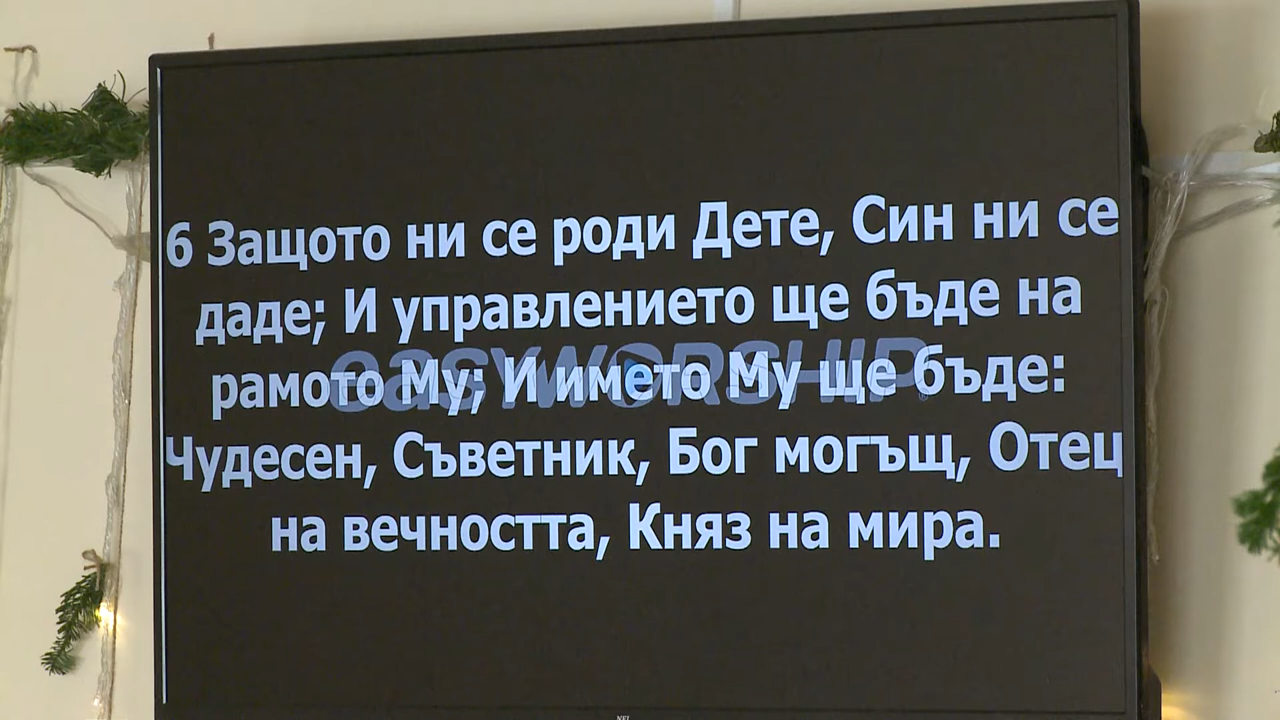 6 Защото ни се роди Дете, Син ни се
даде; И управлението ще бъде на
рамото Му; И името Му ще бъде:
easyWORSHIP®
Чудесен, Съветник, Бог могъщ, Отец
на вечността, Княз на мира.